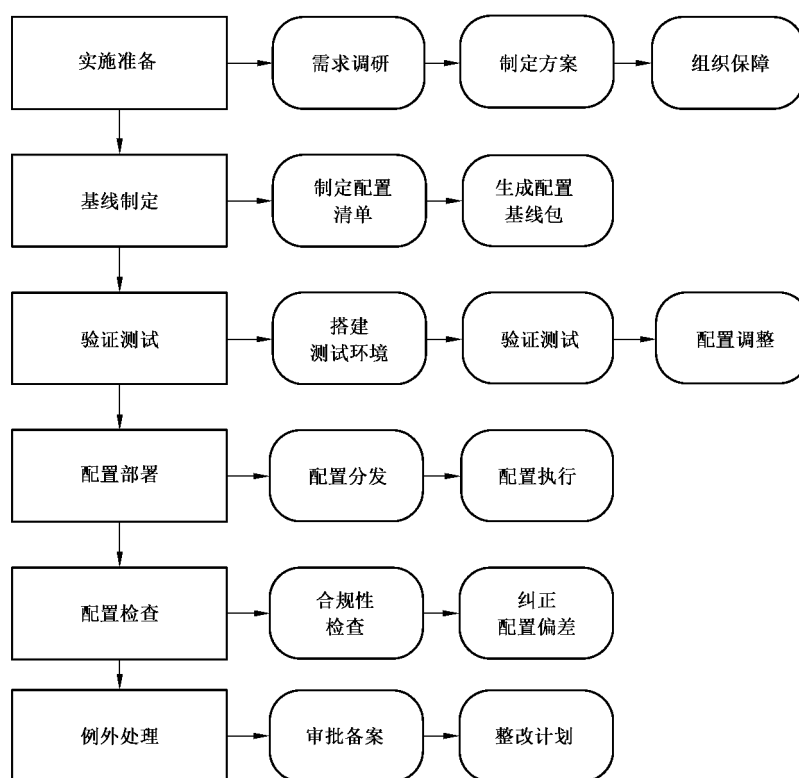 实施准备
需求调研
制定方案
组织保障
基线制定
制定配置
清单
生成配置
基线包
验证测试
搭建
测试环境
验证测试
配置调整
配置部署
配置分发
配置执行
配置检查
合规性
检查
纠正
配置偏差
例外处理
审批备案
整改计划